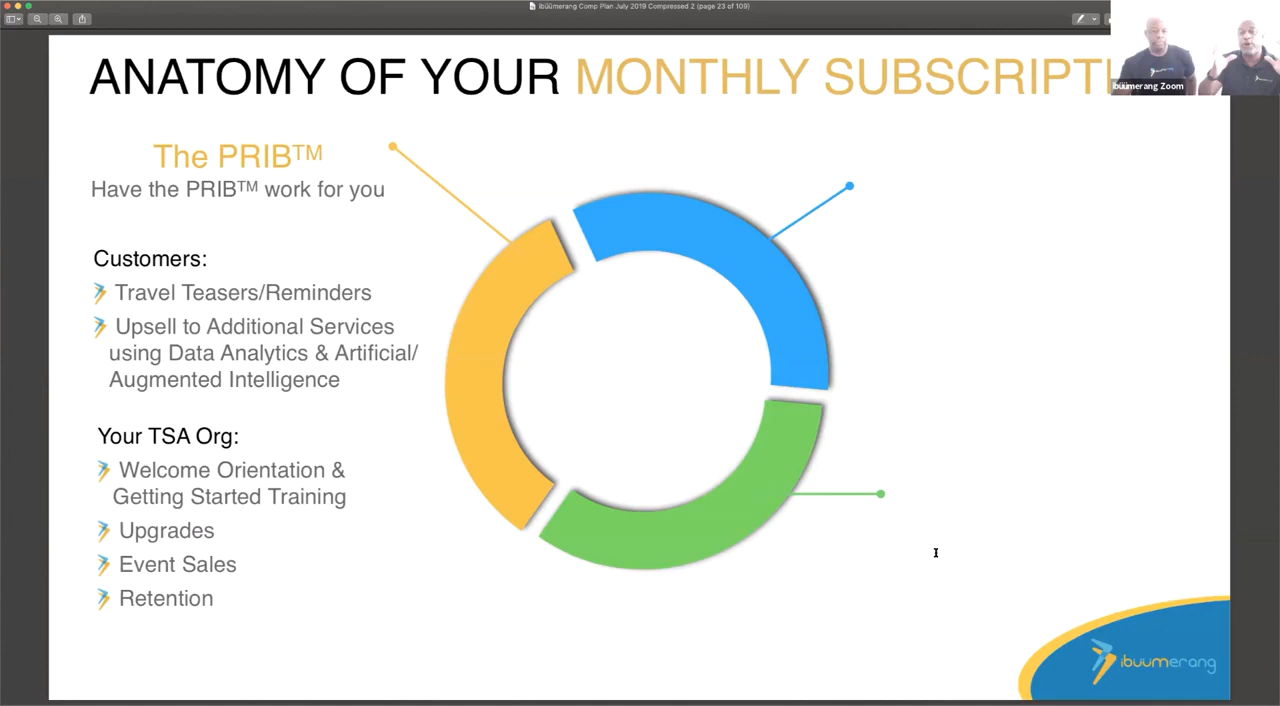 ibüümerang Comp Plan July 2019 Compressed 2 (page 23 of 109)
ANATOMY OF YOUR MONTHLY SUBSCRIPTI
ibüümerang Zoom
The PRIB™
Have the PRIB™ work for you
Customers:
Travel Teasers/Reminders
Upsell to Additional Services
using Data Analytics & Artificial/
Augmented Intelligence
Your TSA Org:
Welcome Orientation &
Getting Started Training
Upgrades
Event Sales
Retention
ibuumerang